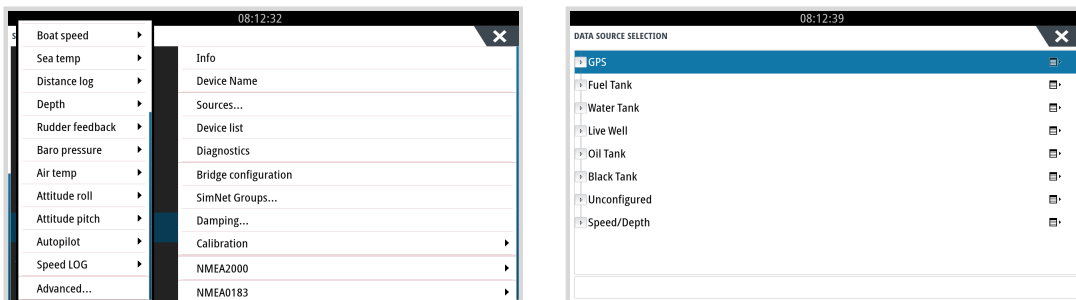 08:12:32
Boat speed
Sea temp
Distance log
Depth
Rudder feedback
Baro pressure
Air temp
Attitude roll
Attitude pitch
Autopilot
Speed LOG
Advanced...
Info
Device Name
Sources...
Device list
Diagnostics
Bridge configuration
SimNet Groups...
Damping...
Calibration
NMEA2000
NMEA0183
08:12:39
DATA SOURCE SELECTION
GPS
Fuel Tank
Water Tank
Live Well
Oil Tank
Black Tank
Unconfigured
Speed/Depth